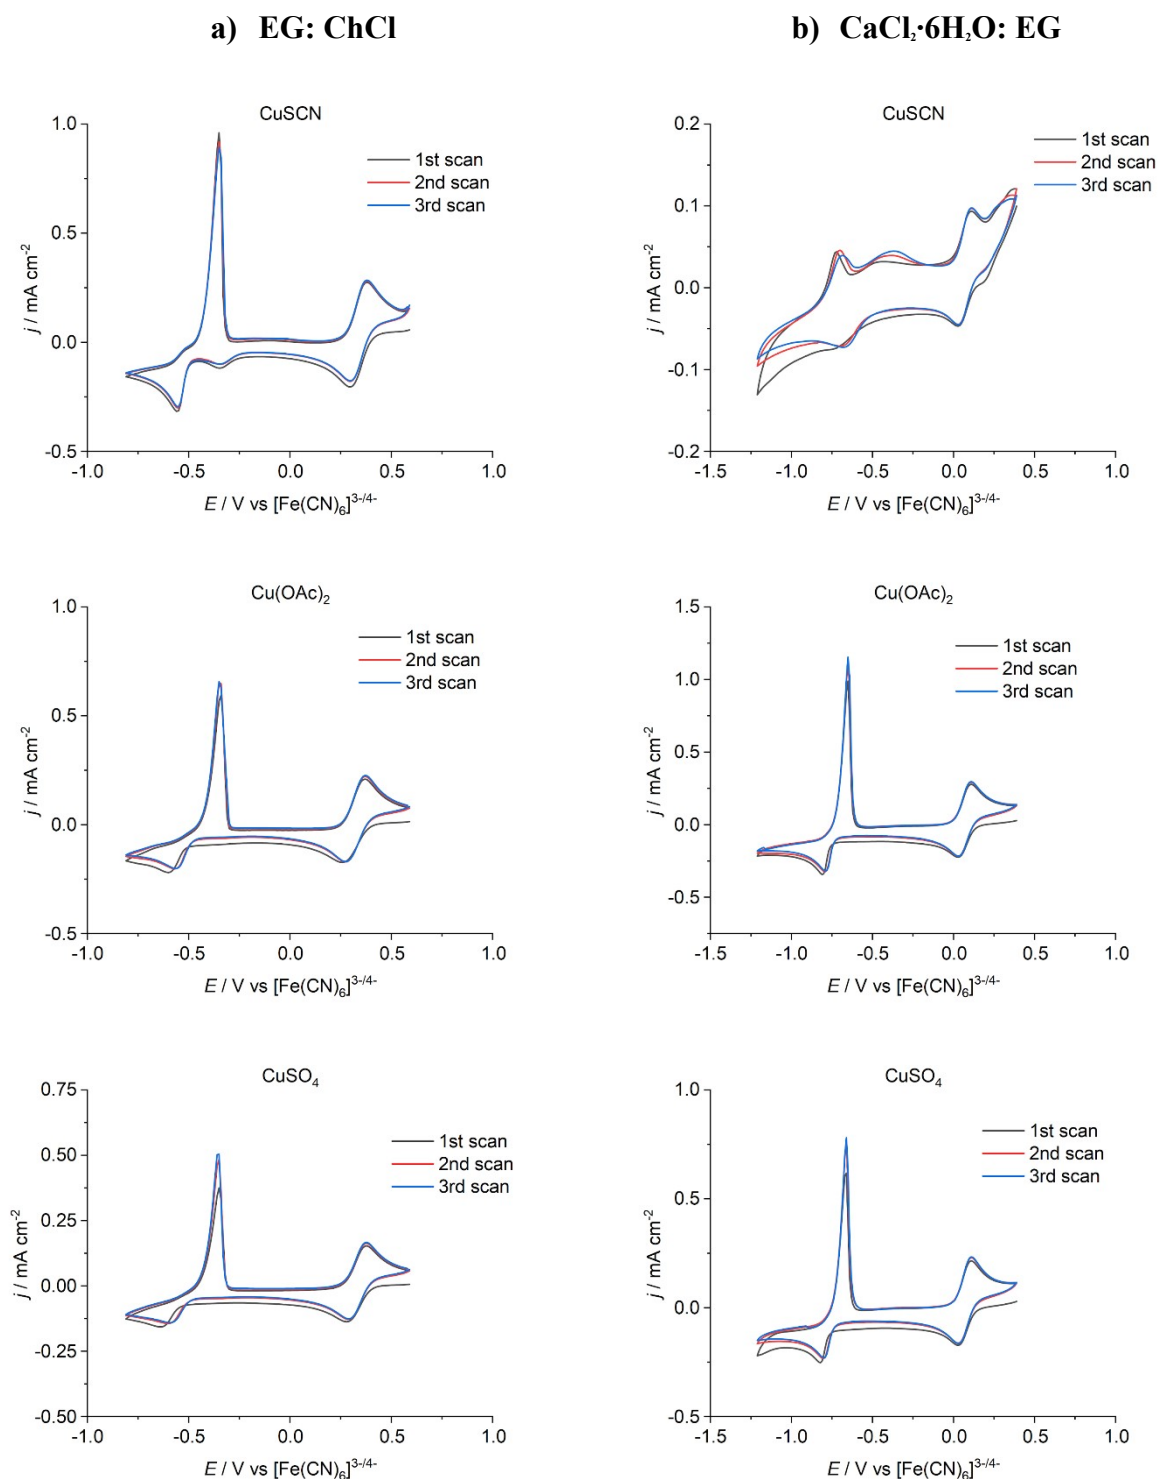 a) EG: ChCl
b) CaCl₂·6H₂O: EG
CuSCN
1.0
0.5
0.0
-0.5
j / mA cm⁻²
1st scan
2nd scan
3rd scan
-1.0 -0.5 0.0 0.5 1.0
E / V vs [Fe(CN)₆]³⁻/⁴⁻
CuSCN
0.2
0.1
0.0
-0.1
-0.2
j / mA cm⁻²
1st scan
2nd scan
3rd scan
-1.5 -1.0 -0.5 0.0 0.5 1.0
E / V vs [Fe(CN)₆]³⁻/⁴⁻
Cu(OAc)₂
1.0
0.5
0.0
-0.5
j / mA cm⁻²
1st scan
2nd scan
3rd scan
-1.0 -0.5 0.0 0.5 1.0
E / V vs [Fe(CN)₆]³⁻/⁴⁻
Cu(OAc)₂
1.5
1.0
0.5
0.0
-0.5
j / mA cm⁻²
1st scan
2nd scan
3rd scan
-1.5 -1.0 -0.5 0.0 0.5 1.0
E / V vs [Fe(CN)₆]³⁻/⁴⁻
CuSO₄
0.75
0.50
0.25
0.00
-0.25
-0.50
j / mA cm⁻²
1st scan
2nd scan
3rd scan
-1.0 -0.5 0.0 0.5 1.0
E / V vs [Fe(CN)₆]³⁻/⁴⁻
CuSO₄
1.0
0.5
0.0
-0.5
j / mA cm⁻²
1st scan
2nd scan
3rd scan
-1.5 -1.0 -0.5 0.0 0.5 1.0
E / V vs [Fe(CN)₆]³⁻/⁴⁻